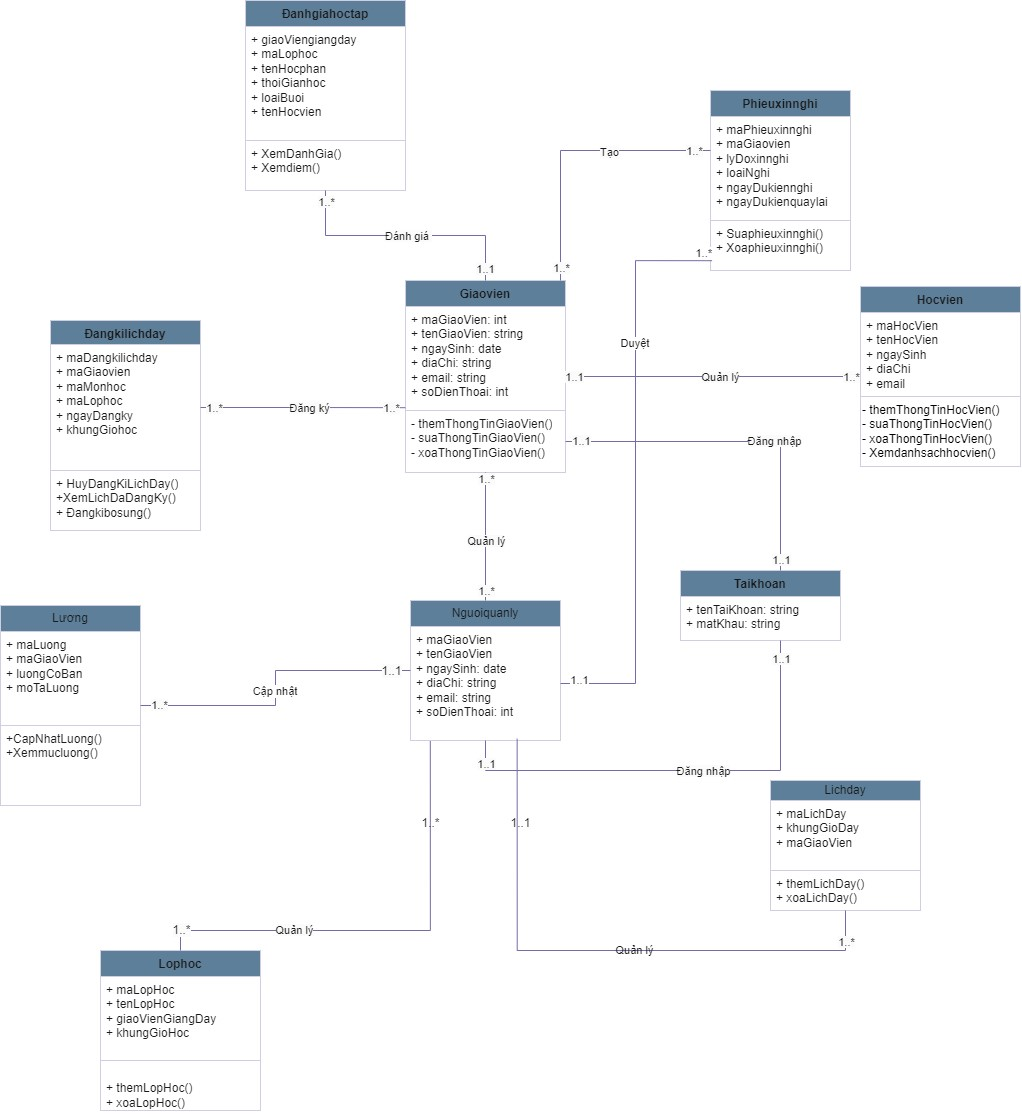 Đanhgiahoctap
+ giaoViengiangday
+ maLophoc
+ tenHocphan
+ thoiGianhoc
+ loaiBuoi
+ tenHocvien
+ XemDanhGia()
+ Xemdiem()
1..*
Đánh giá
1..1
Phieuxinnghi
+ maPhieuxinnghi
+ maGiaovien
+ lyDoxinnghi
+ loaiNghi
+ ngayDukiennghi
+ ngayDukienquaylai
+ Suaphieuxinnghi()
+ Xoaphieuxinnghi()
Tạo
1..*
1..*
1..*
Duyệt
1..1
Giaovien
+ maGiaoVien: int
+ tenGiaoVien: string
+ ngaySinh: date
+ diaChi: string
+ email: string
+ soDienThoai: int
- themThongTinGiaoVien()
- suaThongTinGiaoVien()
- xoaThongTinGiaoVien()
Hocvien
+ maHocVien
+ tenHocVien
+ ngaySinh
+ diaChi
+ email
- themThongTinHocVien()
- suaThongTinHocVien()
- xoaThongTinHocVien()
- Xemdanhsachhocvien()
1..1
Quản lý
1..*
Đangkilichday
+ maDangkilichday
+ maGiaovien
+ maMonhoc
+ maLophoc
+ ngayDangky
+ khungGiohoc
+ HuyDangKiLichDay()
+XemLichDaDangKy()
+ Đangkibosung()
1..*
Đăng ký
1..*
1..1
Đăng nhập
1..1
1..*
Quản lý
1..*
Taikhoan
+ tenTaiKhoan: string
+ matKhau: string
1..1
Lương
+ maLuong
+ maGiaoVien
+ luongCoBan
+ moTaLuong
+CapNhatLuong()
+Xemmucluong()
1..*
Cập nhật
1..1
Nguoiquanly
+ maGiaoVien
+ tenGiaoVien
+ ngaySinh: date
+ diaChi: string
+ email: string
+ soDienThoai: int
1..1
Đăng nhập
Lichday
+ maLichDay
+ khungGioDay
+ maGiaoVien
+ themLichDay()
+ xoaLichDay()
1..*
1..1
1..*
Quản lý
1..*
Quản lý
Lophoc
+ maLopHoc
+ tenLopHoc
+ giaoVienGiangDay
+ khungGioHoc
+ themLopHoc()
+ xoaLopHoc()